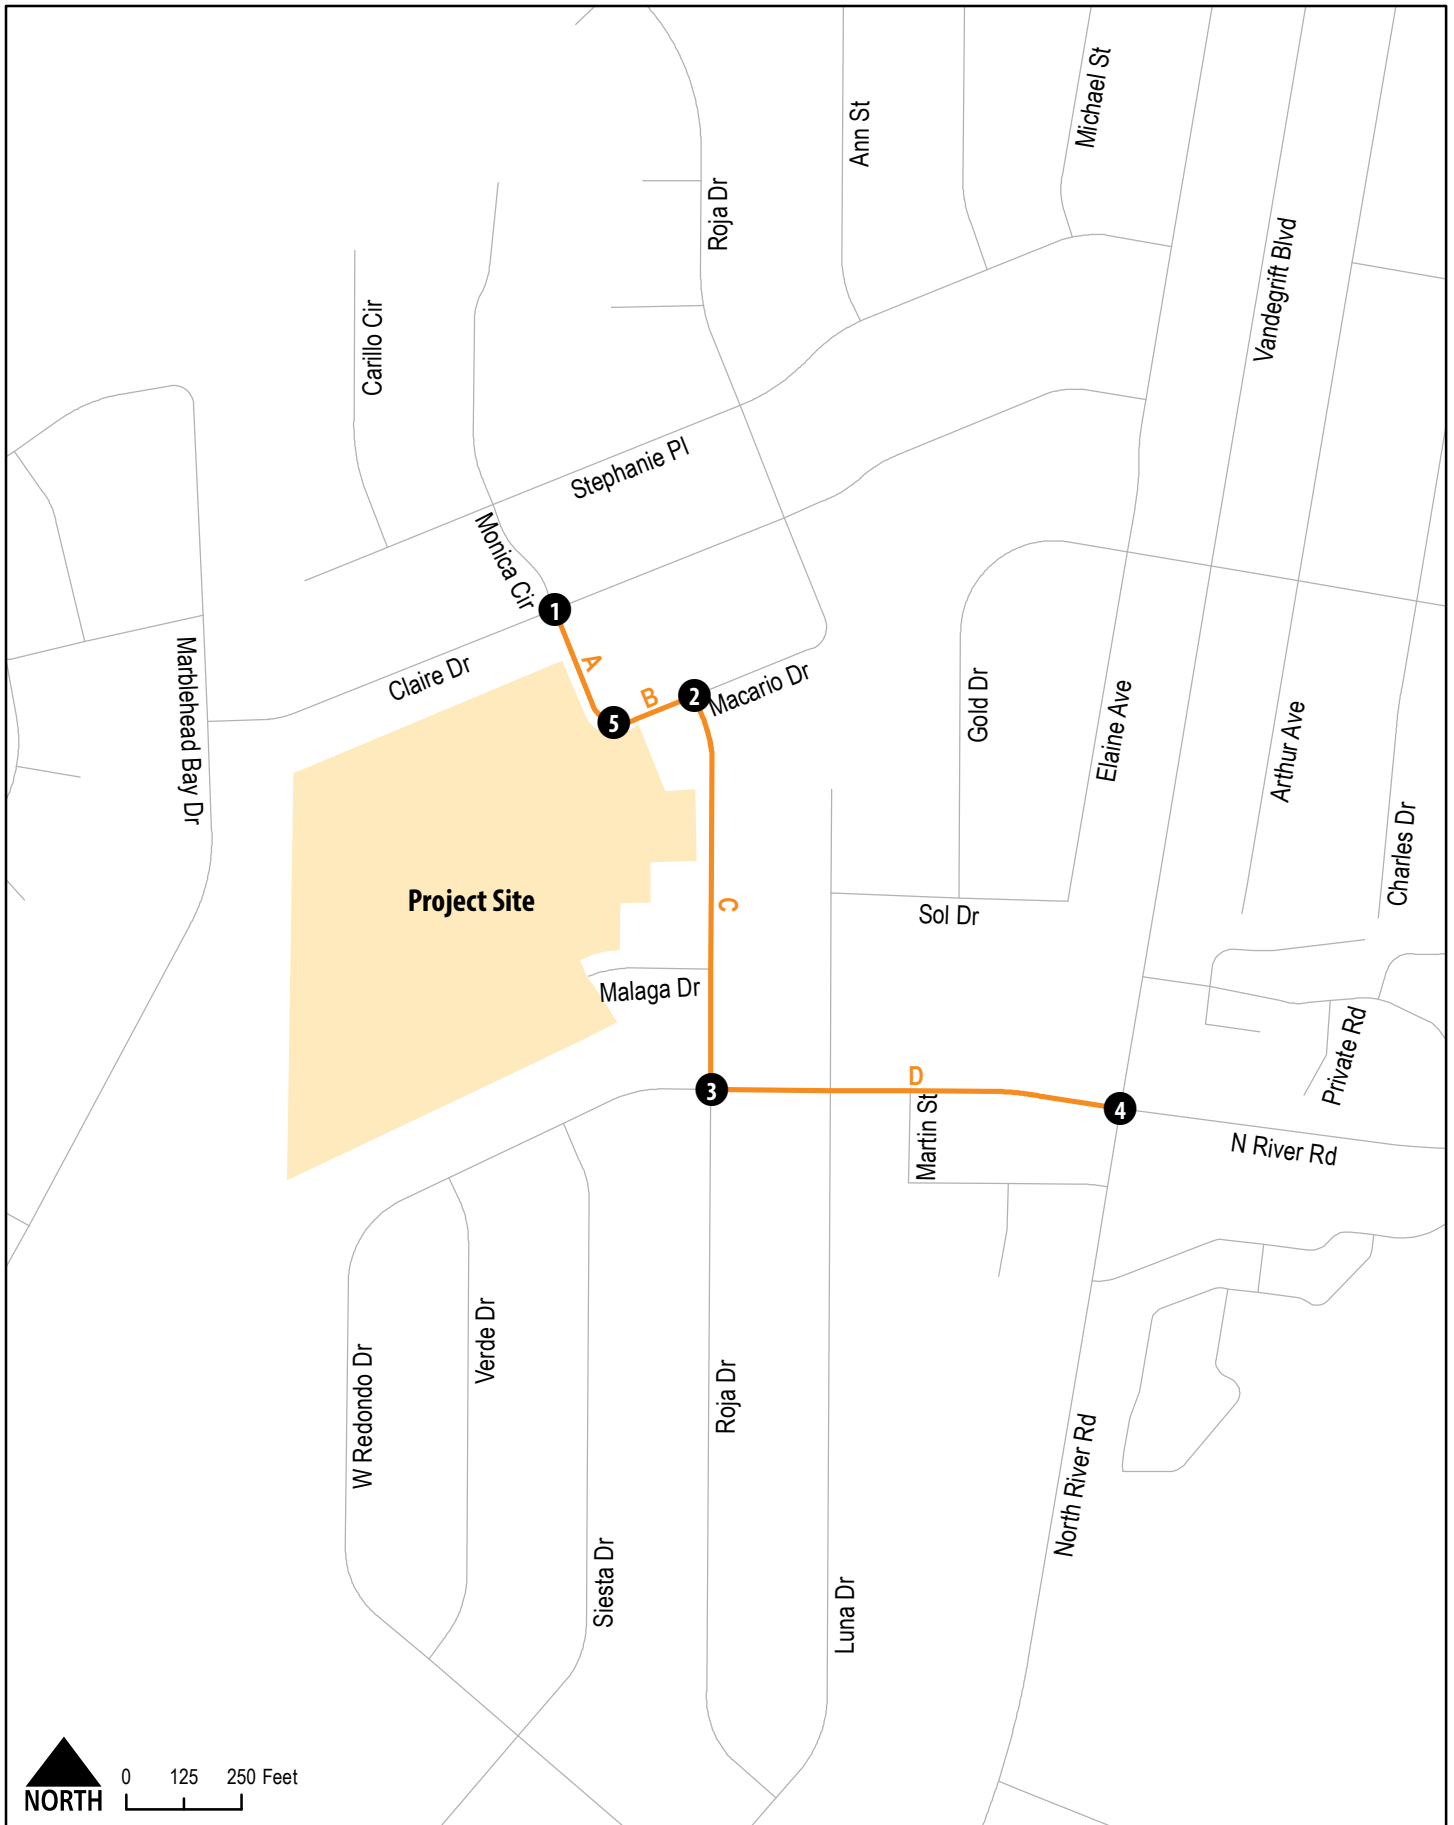 Michael St
Ann St
Roja Dr
Vandegrift Blvd
Carillo Cir
Stephanie Pl
Monica Cir
1
Marblehead Bay Dr
Claire Dr
A
B
2
Macario Dr
5
Gold Dr
Elaine Ave
Arthur Ave
Charles Dr
Project Site
C
Sol Dr
Malaga Dr
Private Rd
3
D
4
Martin St
N River Rd
Verde Dr
W Redondo Dr
Roja Dr
North River Rd
Siesta Dr
Luna Dr
NORTH
0 125 250 Feet